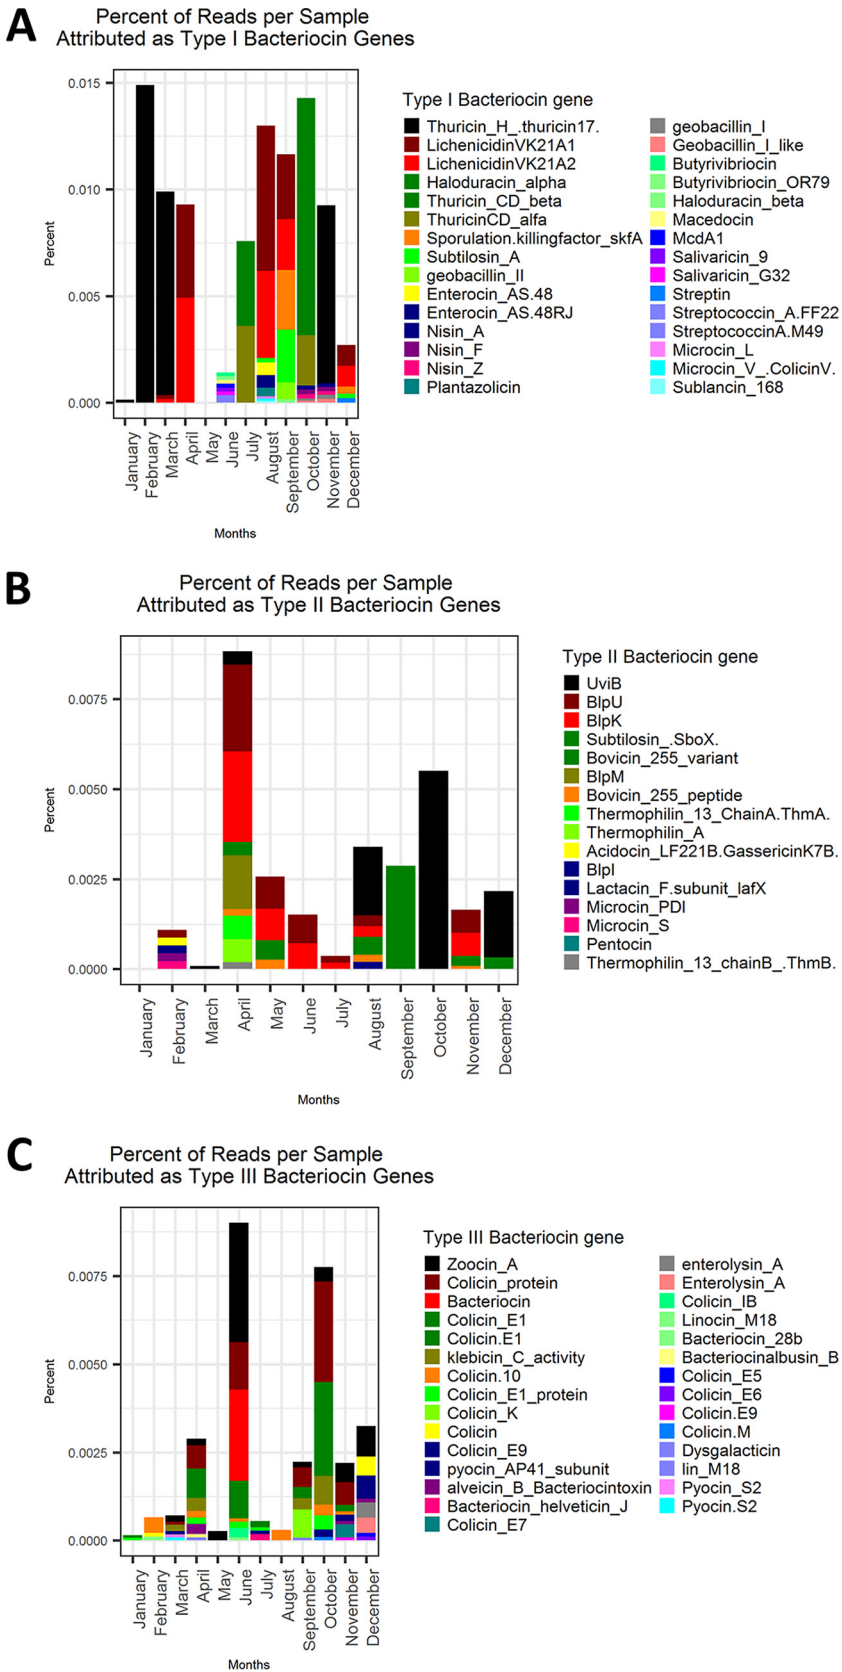 A
Percent of Reads per Sample
Attributed as Type I Bacteriocin Genes
0.015
0.010
0.005
0.000
Percent
January
February
March
April
May
June
July
August
September
October
November
December
Months
Type I Bacteriocin gene
Thuricin_H_.thuricin17.
LichenicidinVK21A1
LichenicidinVK21A2
Haloduracin_alpha
Thuricin_CD_beta
ThuricinCD_alfa
Sporulation.killingfactor_skfA
Subtilosin_A
geobacillin_II
Enterocin_AS.48
Enterocin_AS.48RJ
Nisin_A
Nisin_F
Nisin_Z
Plantazolicin
geobacillin_I
Geobacillin_I_like
Butyrivibriocin
Butyrivibriocin_OR79
Haloduracin_beta
Macedocin
McdA1
Salivaricin_9
Salivaricin_G32
Streptin
Streptococcin_A.FF22
StreptococcinA.M49
Microcin_L
Microcin_V_.ColicinV.
Sublancin_168
B
Percent of Reads per Sample
Attributed as Type II Bacteriocin Genes
0.0075
0.0050
0.0025
0.0000
Percent
January
February
March
April
May
June
July
August
September
October
November
December
Months
Type II Bacteriocin gene
UviB
BlpU
BlpK
Subtilosin_.SboX.
Bovicin_255_variant
BlpM
Bovicin_255_peptide
Thermophilin_13_ChainA.ThmA.
Thermophilin_A
Acidocin_LF221B.GassericinK7B.
BlpI
Lactacin_F.subunit_lafX
Microcin_PDI
Microcin_S
Pentocin
Thermophilin_13_chainB_.ThmB.
C
Percent of Reads per Sample
Attributed as Type III Bacteriocin Genes
0.0075
0.0050
0.0025
0.0000
Percent
January
February
March
April
May
June
July
August
September
October
November
December
Months
Type III Bacteriocin gene
Zoocin_A
Colicin_protein
Bacteriocin
Colicin_E1
Colicin.E1
klebicin_C_activity
Colicin.10
Colicin_E1_protein
Colicin_K
Colicin
Colicin_E9
pyocin_AP41_subunit
alveicin_B_Bacteriocintoxin
Bacteriocin_helveticin_J
Colicin_E7
enterolysin_A
Enterolysin_A
Colicin_IB
Linocin_M18
Bacteriocin_28b
Bacteriocinalbusin_B
Colicin_E5
Colicin_E6
Colicin.E9
Colicin.M
Dysgalacticin
lin_M18
Pyocin_S2
Pyocin.S2